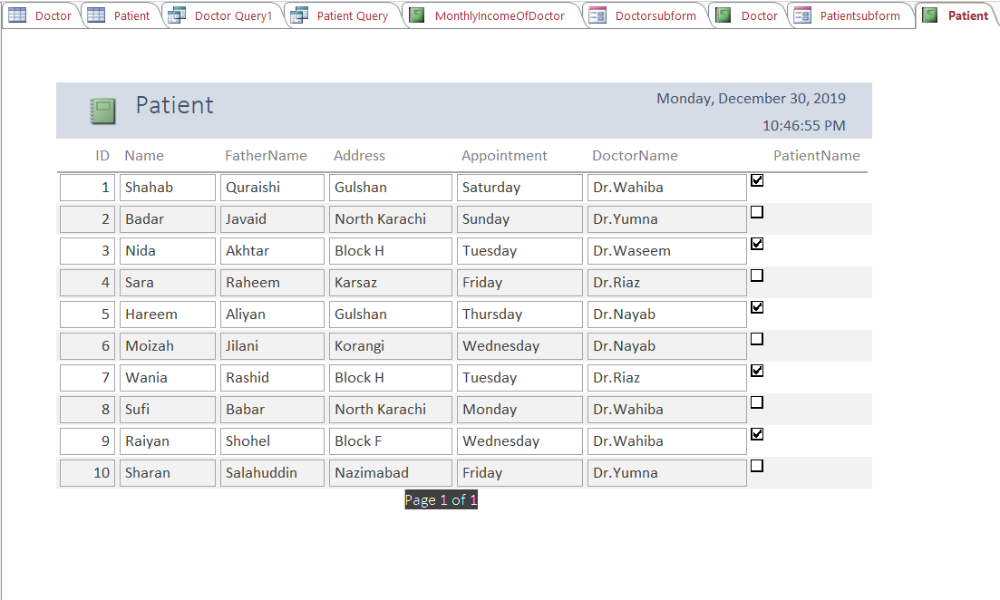 Doctor Patient Doctor Query1 Patient Query MonthlyIncomeOfDoctor Doctorsubform Doctor Patientsubform Patient
Patient
Monday, December 30, 2019
10:46:55 PM
ID Name FatherName Address Appointment DoctorName PatientName
1 Shahab Quraishi Gulshan Saturday Dr.Wahiba
2 Badar Javaid North Karachi Sunday Dr.Yumna
3 Nida Akhtar Block H Tuesday Dr.Waseem
4 Sara Raheem Karsaz Friday Dr.Riaz
5 Hareem Aliyan Gulshan Thursday Dr.Nayab
6 Moizah Jilani Korangi Wednesday Dr.Nayab
7 Wania Rashid Block H Tuesday Dr.Riaz
8 Sufi Babar North Karachi Monday Dr.Wahiba
9 Raiyan Shohel Block F Wednesday Dr.Wahiba
10 Sharan Salahuddin Nazimabad Friday Dr.Yumna
Page 1 of 1